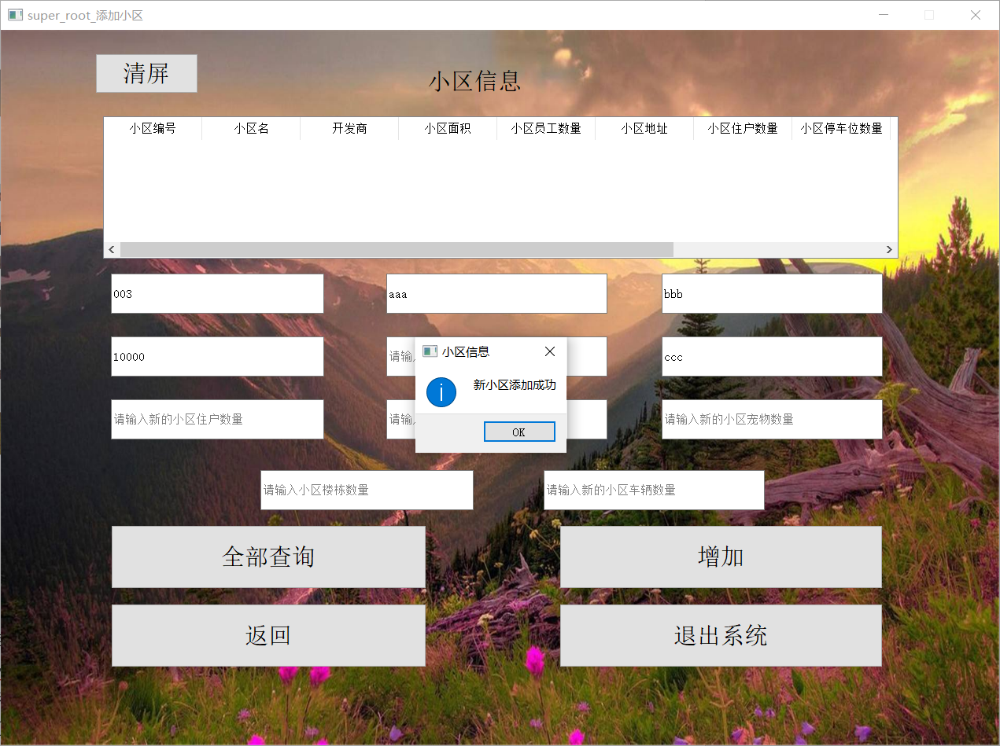 super_root_添加小区
清屏
小区信息
小区编号 小区名 开发商 小区面积 小区员工数量 小区地址 小区住户数量 小区停车位数量
003 aaa bbb
10000 请输 ccc
小区信息
新小区添加成功
OK
请输入新的小区住户数量 请输 请输入新的小区宠物数量
请输入小区楼栋数量 请输入新的小区车辆数量
全部查询 增加
返回 退出系统